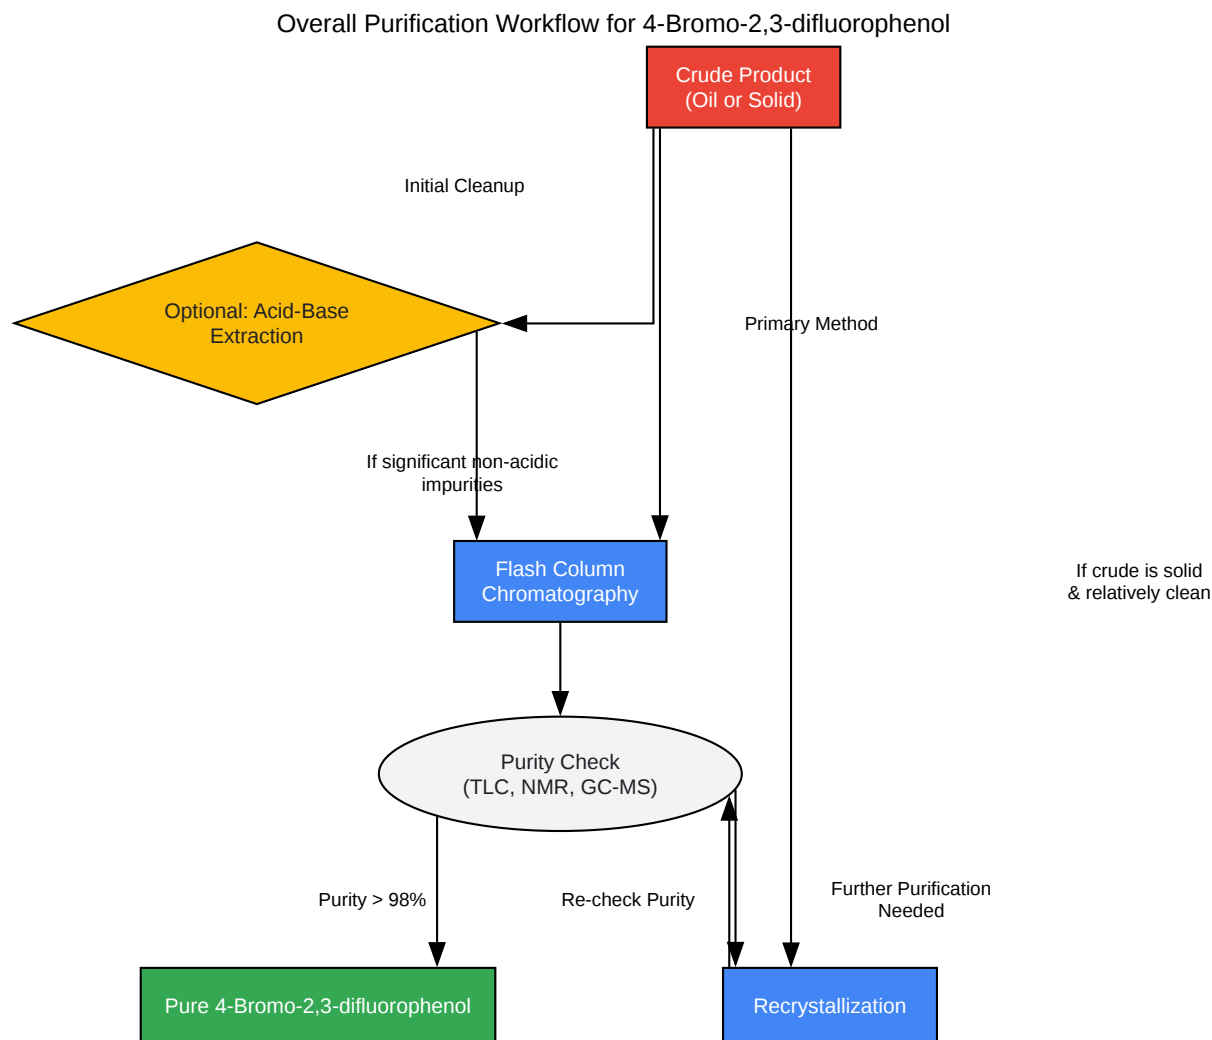 Overall Purification Workflow for 4-Bromo-2,3-difluorophenol
Crude Product
(Oil or Solid)
Initial Cleanup
Optional: Acid-Base
Extraction
Primary Method
If significant non-acidic
impurities
Flash Column
Chromatography
If crude is solid
& relatively clean
Purity Check
(TLC, NMR, GC-MS)
Purity > 98%
Re-check Purity
Further Purification
Needed
Pure 4-Bromo-2,3-difluorophenol
Recrystallization